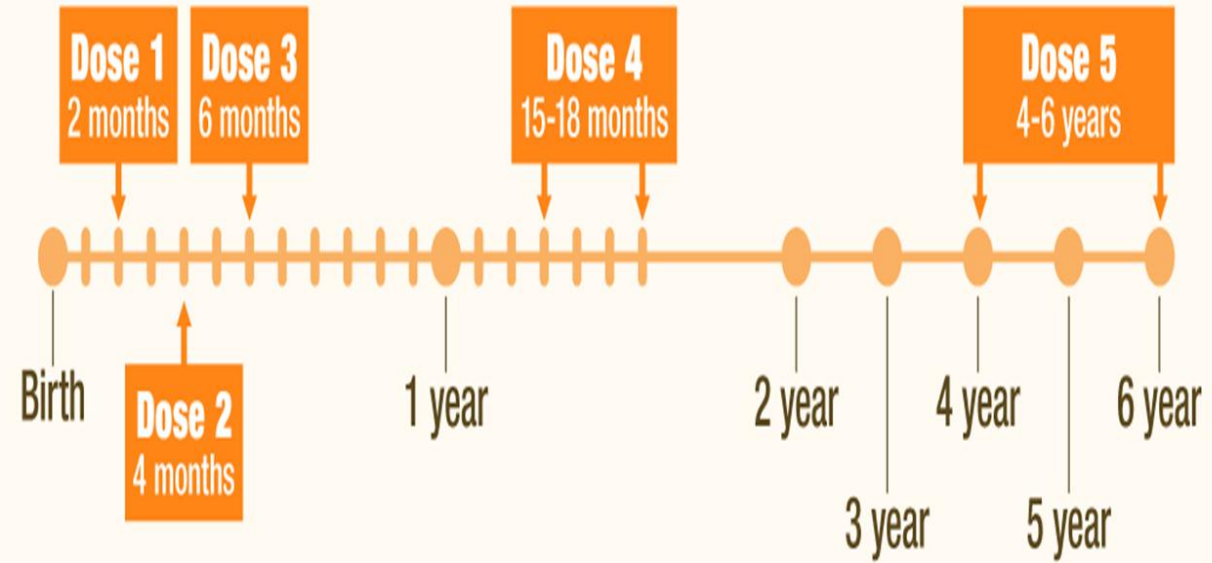 Dose 1
2 months
Dose 3
6 months
Dose 4
15-18 months
Dose 5
4-6 years
Birth
Dose 2
4 months
1 year
2 year
3 year
4 year
5 year
6 year